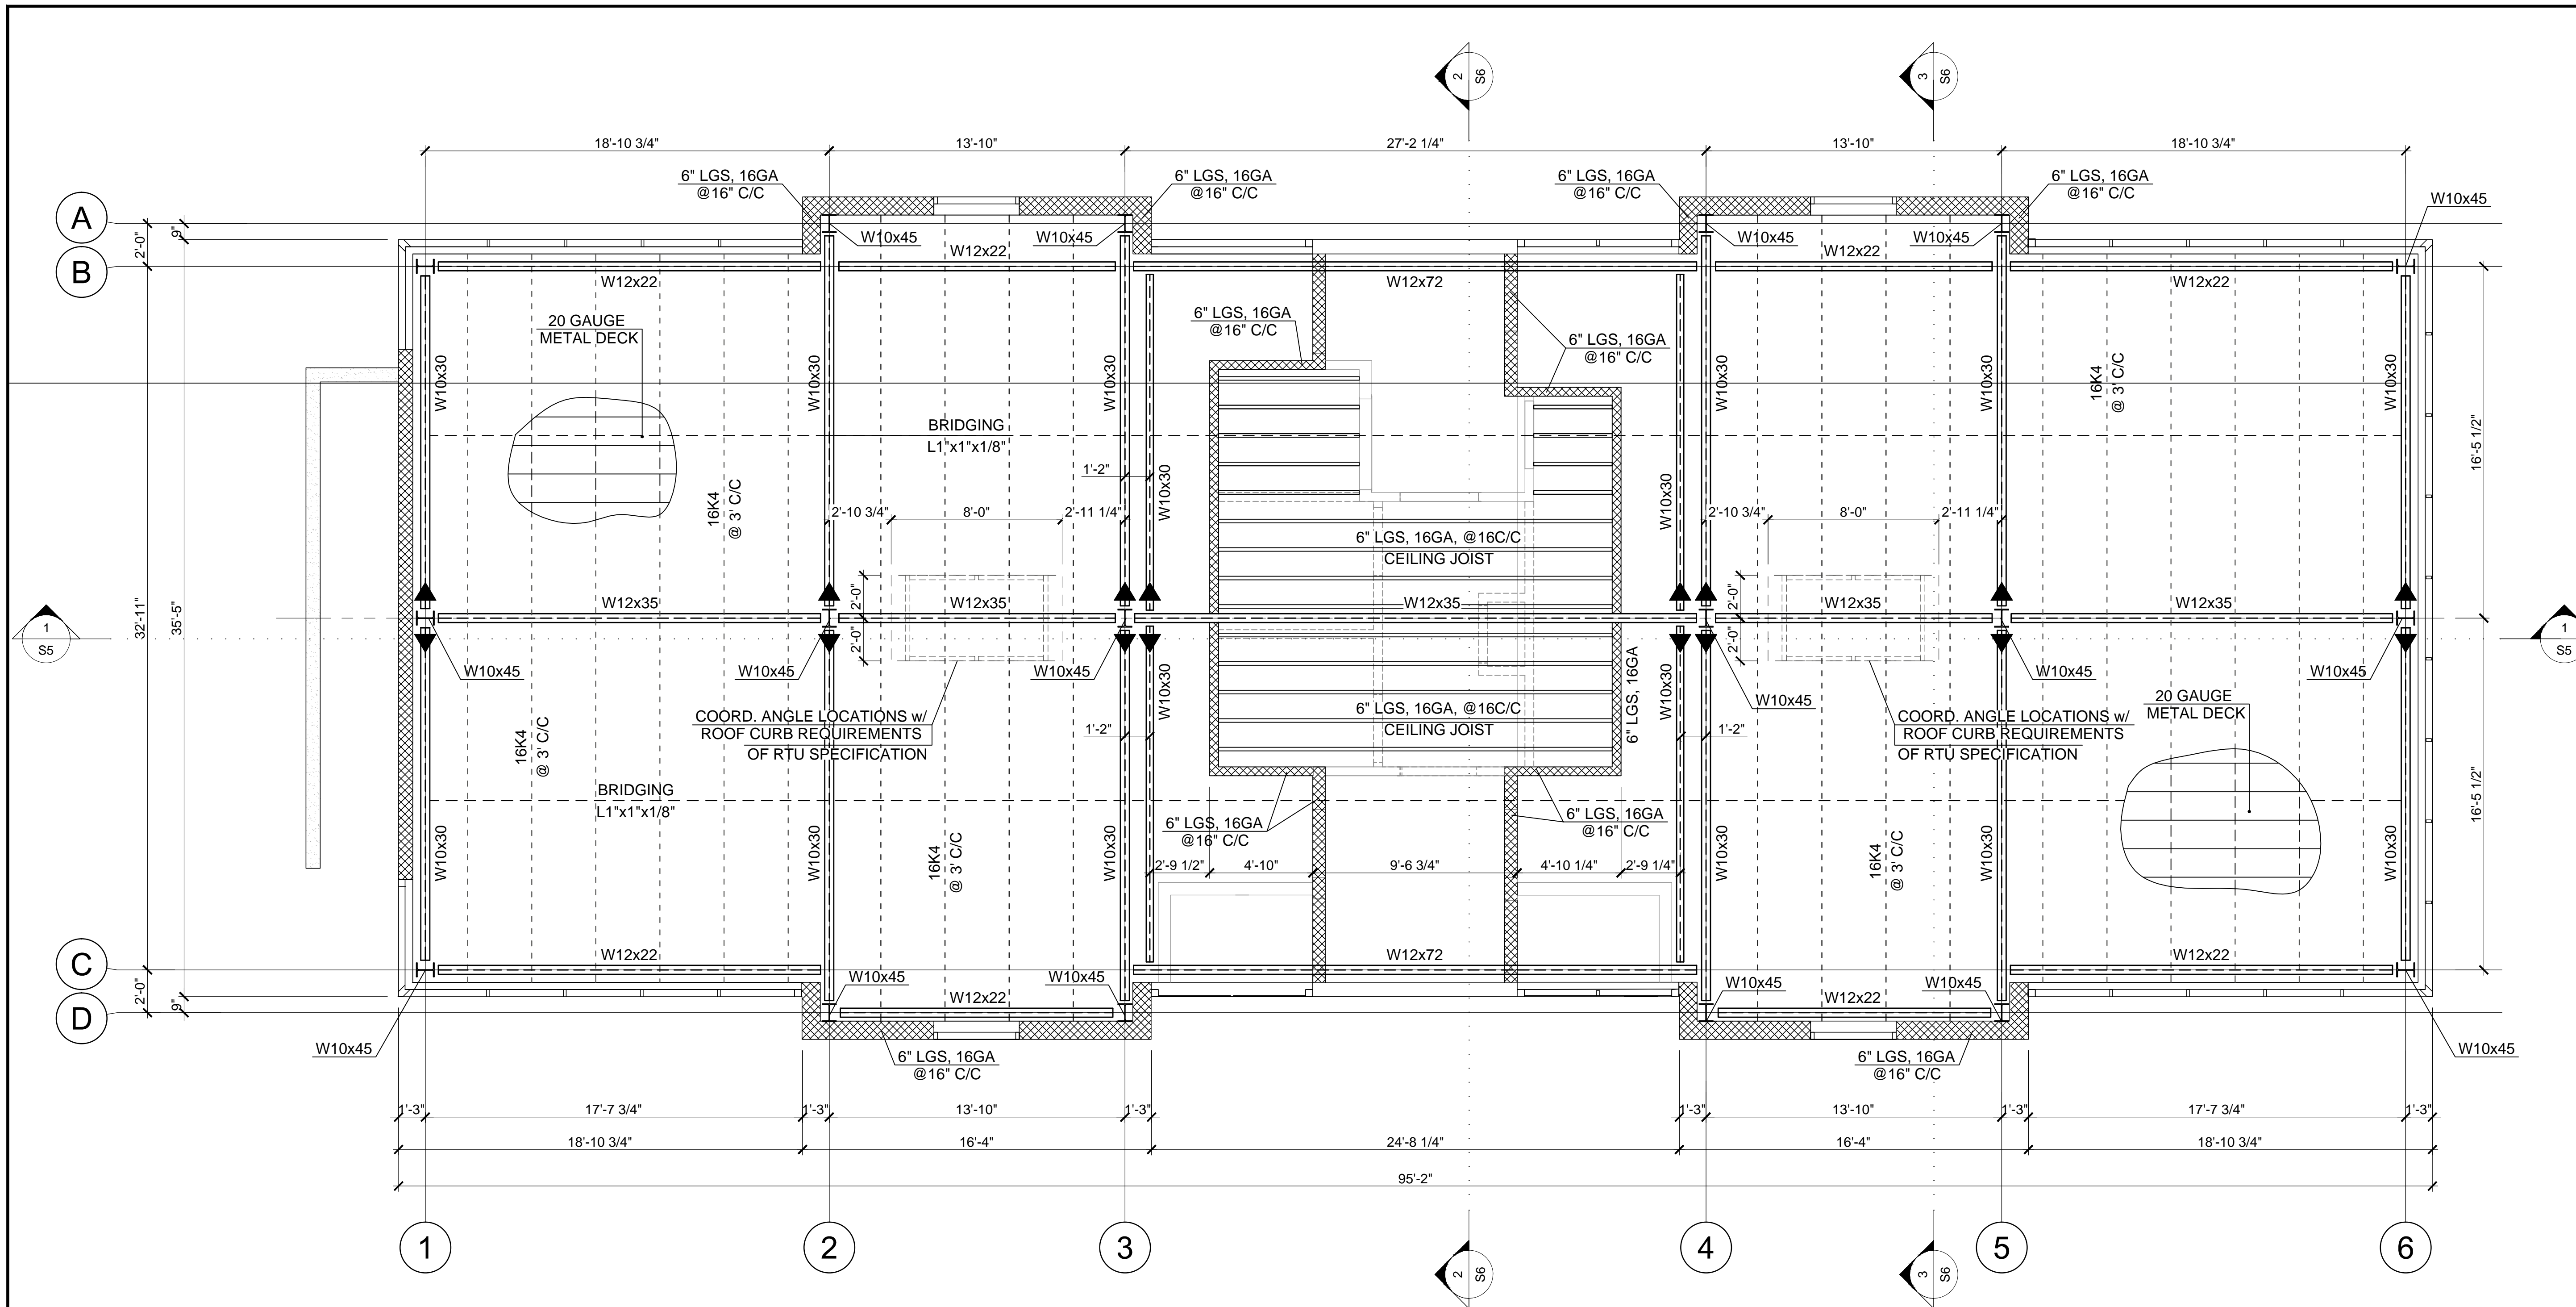 2
S6
3
S6
18'-10 3/4"
13'-10"
27'-2 1/4"
13'-10"
18'-10 3/4"
6" LGS, 16GA
@16" C/C
6" LGS, 16GA
@16" C/C
6" LGS, 16GA
@16" C/C
6" LGS, 16GA
@16" C/C
W10x45
A
B
2'-0"
9"
W10x45
W10x45
W10x45
W10x45
W12x22
W12x22
W12x22
W12x22
W12x72
W12x22
20 GAUGE
METAL DECK
6" LGS, 16GA
@16" C/C
6" LGS, 16GA
@16" C/C
W10x30
W10x30
W10x30
W10x30
W10x30
W10x30
16K4
@ 3' C/C
16'-5 1/2"
BRIDGING
L1"x1"x1/8"
1'-2"
W10x30
W10x30
16K4
@ 3' C/C
2'-10 3/4"
8'-0"
2'-11 1/4"
2'-10 3/4"
8'-0"
2'-11 1/4"
6" LGS, 16GA, @16C/C
CEILING JOIST
32'-11"
35'-5"
2'-0"
2'-0"
2'-0"
2'-0"
W12x35
W12x35
W12x35
W12x35
W12x35
1
S5
1
S5
W10x45
W10x45
W10x45
W10x45
W10x45
W10x45
W10x30
6" LGS, 16GA
W10x30
COORD. ANGLE LOCATIONS w/
ROOF CURB REQUIREMENTS
OF RTU SPECIFICATION
6" LGS, 16GA, @16C/C
CEILING JOIST
1'-2"
1'-2"
COORD. ANGLE LOCATIONS w/
ROOF CURB REQUIREMENTS
OF RTU SPECIFICATION
20 GAUGE
METAL DECK
16K4
@ 3' C/C
BRIDGING
L1"x1"x1/8"
16'-5 1/2"
6" LGS, 16GA
@16" C/C
6" LGS, 16GA
@16" C/C
W10x30
W10x30
16K4
@ 3' C/C
W10x30
W10x30
16K4
@ 3' C/C
W10x30
W10x30
2'-9 1/2"
4'-10"
9'-6 3/4"
4'-10 1/4"
2'-9 1/4"
C
D
2'-0"
9"
W12x22
W12x72
W12x22
W10x45
W10x45
W10x45
W10x45
W12x22
W12x22
W10x45
6" LGS, 16GA
@16" C/C
6" LGS, 16GA
@16" C/C
W10x45
1'-3"
17'-7 3/4"
1'-3"
13'-10"
1'-3"
1'-3"
13'-10"
1'-3"
17'-7 3/4"
1'-3"
18'-10 3/4"
16'-4"
24'-8 1/4"
16'-4"
18'-10 3/4"
95'-2"
1
2
3
4
5
6
2
S6
3
S6